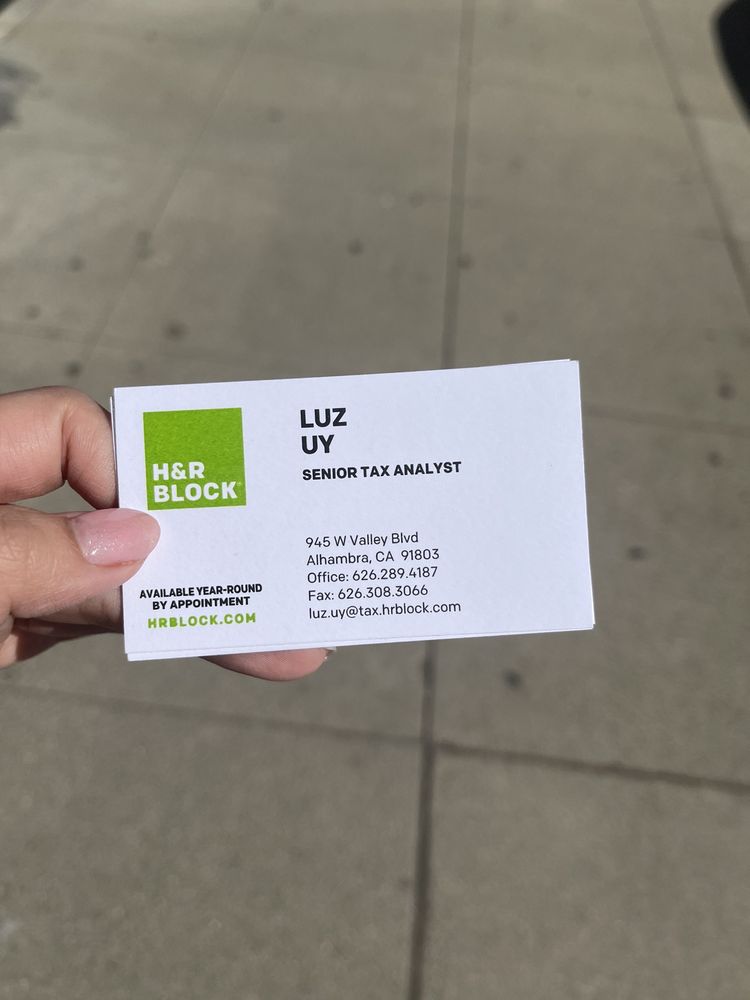 H&R
BLOCK
LUZ
UY
SENIOR TAX ANALYST
945 W Valley Blvd
Alhambra, CA 91803
Office: 626.289.4187
Fax: 626.308.3066
luz.uy@tax.hrblock.com
AVAILABLE YEAR-ROUND
BY APPOINTMENT
HRBLOCK.COM